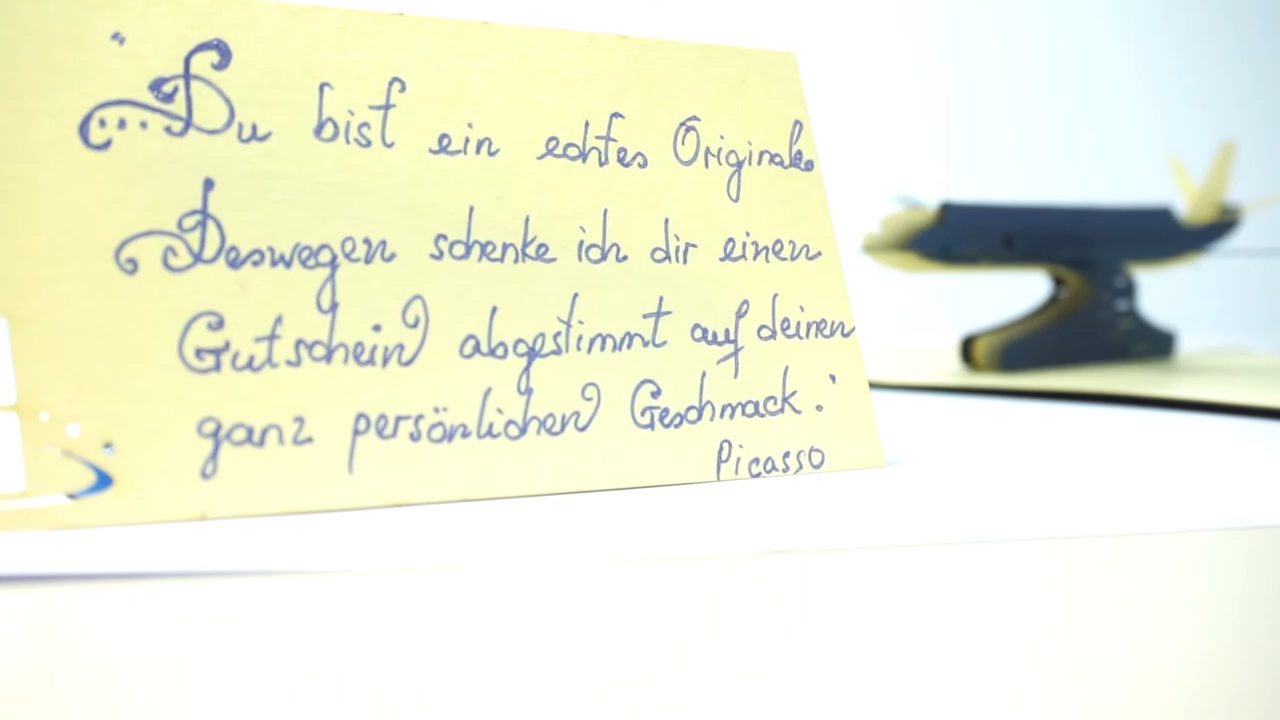 "Du bist ein echtes Original.
Deswegen schenke ich dir einen
Gutschein abgestimmt auf deinen
ganz persönlichen Geschmack."
Picasso